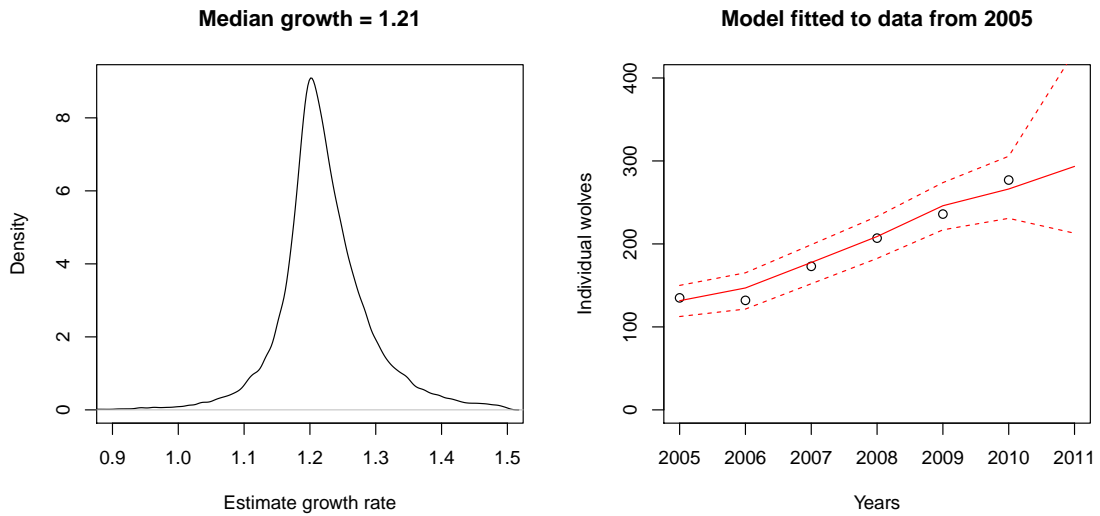 Median growth = 1.21
Density
8
6
4
2
0
0.9 1.0 1.1 1.2 1.3 1.4 1.5
Estimate growth rate
Model fitted to data from 2005
Individual wolves
400
300
200
100
0
2005 2006 2007 2008 2009 2010 2011
Years